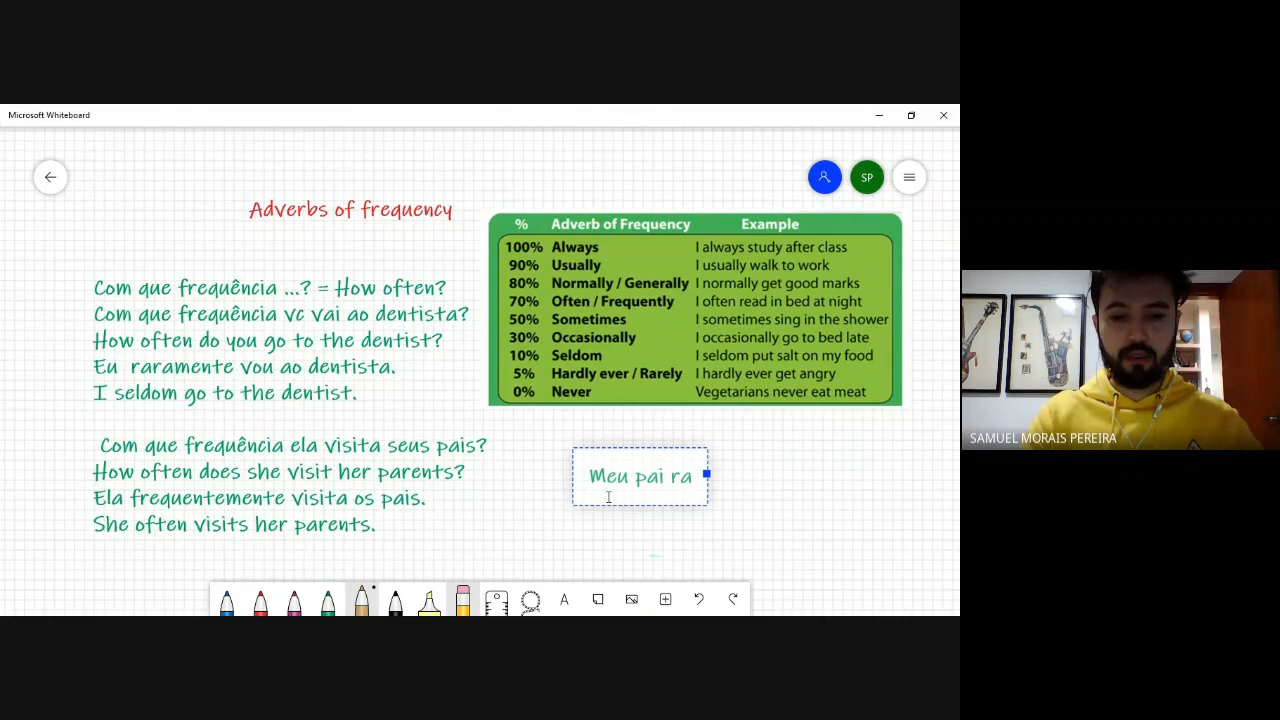 Microsoft Whiteboard
SP
Adverbs of frequency
Com que frequência ...? = How often?
Com que frequência vc vai ao dentista?
How often do you go to the dentist?
Eu raramente vou ao dentista.
I seldom go to the dentist.
Com que frequência ela visita seus pais?
How often does she visit her parents?
Ela frequentemente visita os pais.
She often visits her parents.
% Adverb of Frequency Example
100% Always I always study after class
90% Usually I usually walk to work
80% Normally / Generally I normally get good marks
70% Often / Frequently I often read in bed at night
50% Sometimes I sometimes sing in the shower
30% Occasionally I occasionally go to bed late
10% Seldom I seldom put salt on my food
5% Hardly ever / Rarely I hardly ever get angry
0% Never Vegetarians never eat meat
Meu pai ra
A
SAMUEL MORAIS PEREIRA